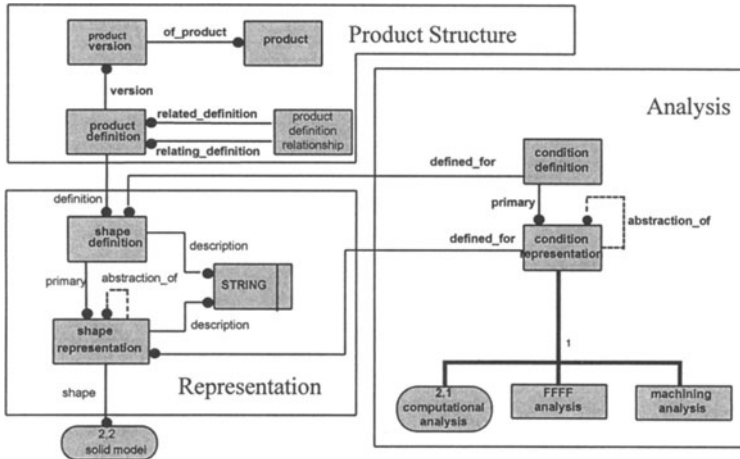 product
version
of_product
product
Product Structure
version
product
definition
related_definition
relating_definition
product
definition
relationship
Analysis
condition
definition
defined_for
primary
abstraction_of
definition
shape
definition
description
defined_for
condition
representation
primary
abstraction_of
STRING
description
shape
representation
Representation
shape
1
2,2
solid model
2,1
computational
analysis
FFFF
analysis
machining
analysis